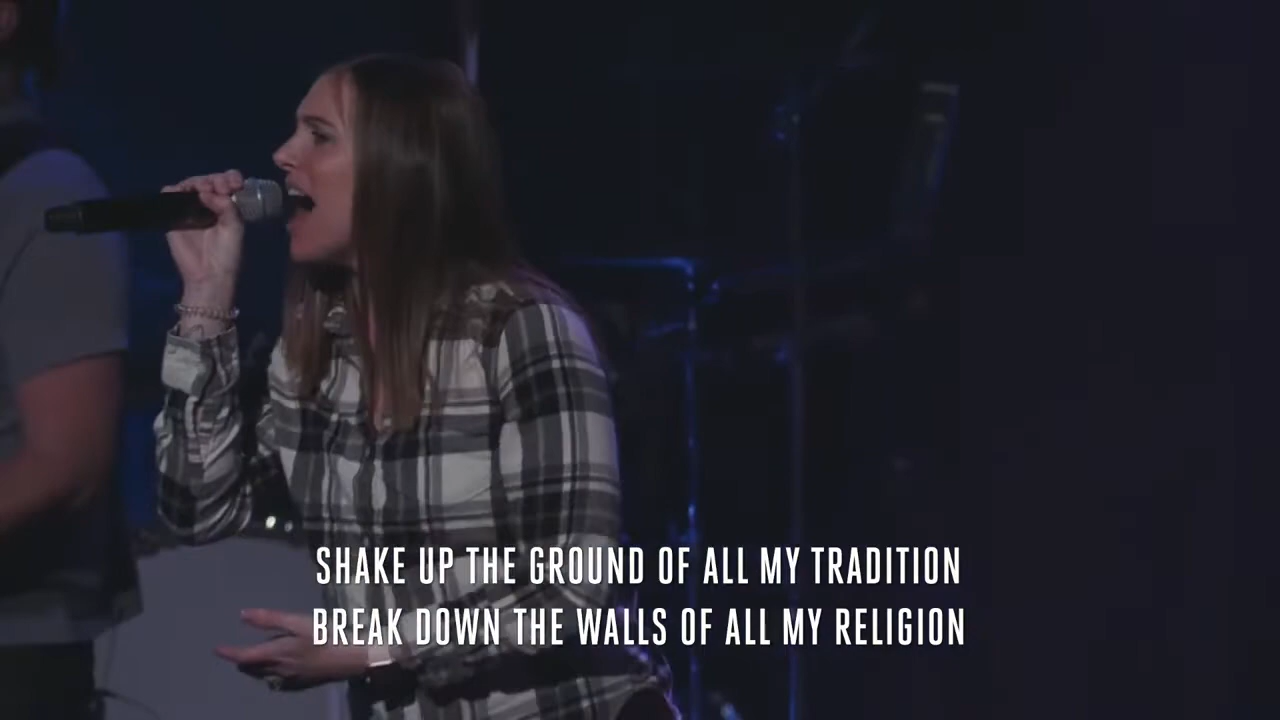 SHAKE UP THE GROUND OF ALL MY TRADITION
BREAK DOWN THE WALLS OF ALL MY RELIGION